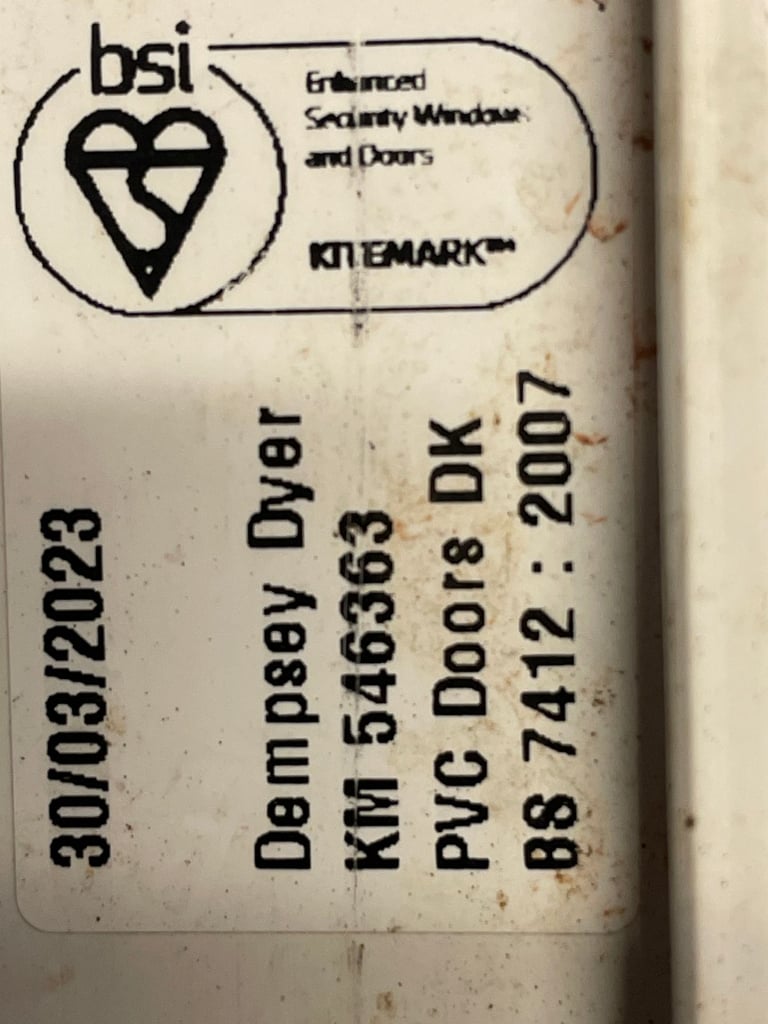 bsi
Enhanced
Security Windows
and Doors
KITEMARK™
30/03/2023
Dempsey Dyer
KM 546363
PVC Doors DK
BS 7412 : 2007